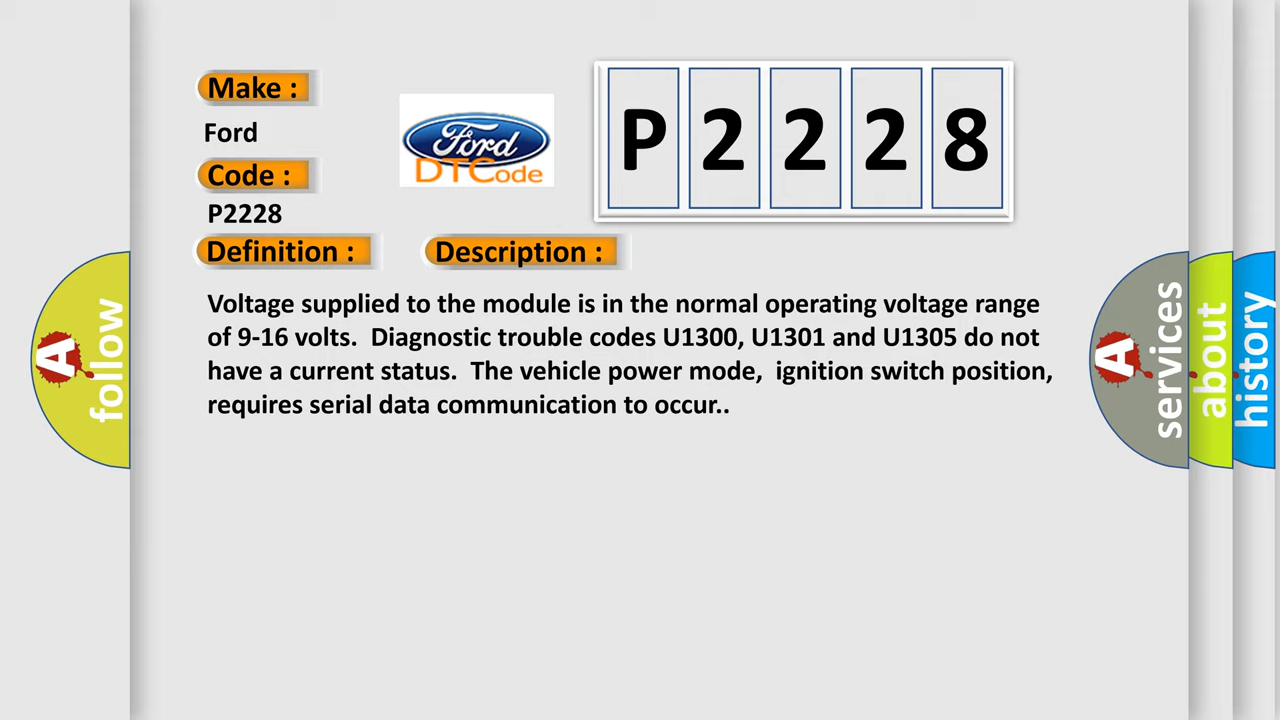 Make :
Ford
Code :
P2228
Ford
DTCode
P2228
Definition :
Description :
Voltage supplied to the module is in the normal operating voltage range
of 9-16 volts  Diagnostic trouble codes U1300, U1301 and U1305 do not
have a current status  The vehicle power mode,  ignition switch position,
requires serial data communication to occur..
A follow
A services
about
history